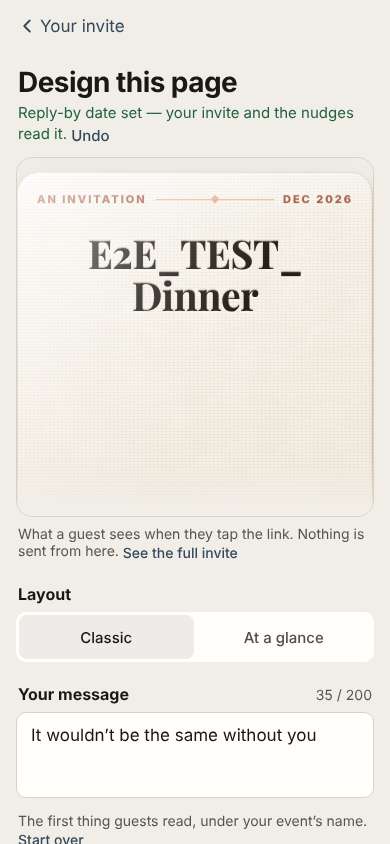 Your invite
Design this page
Reply-by date set — your invite and the nudges
read it. Undo
AN INVITATION DEC 2026
E2E_TEST_
Dinner
What a guest sees when they tap the link. Nothing is
sent from here. See the full invite
Layout
Classic At a glance
Your message 35 / 200
It wouldn’t be the same without you
The first thing guests read, under your event’s name.
Start over